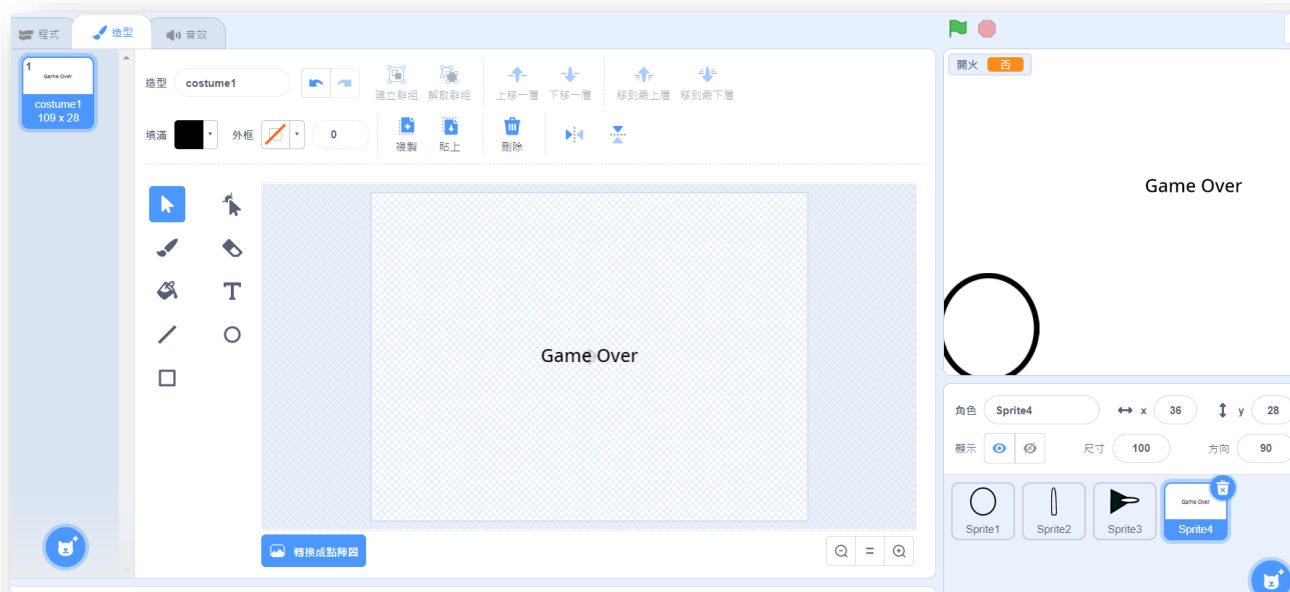 程式
造型
音效
1
Game Over
costume1
109 x 28
造型
costume1
建立群組
解散群組
上移一層
下移一層
移到最上層
移到最下層
填滿
外框
0
複製
貼上
刪除
T
Game Over
轉換成點陣圖
開火
否
Game Over
角色
Sprite4
x
36
y
28
顯示
尺寸
100
方向
90
Sprite1
Sprite2
Sprite3
Game Over
Sprite4